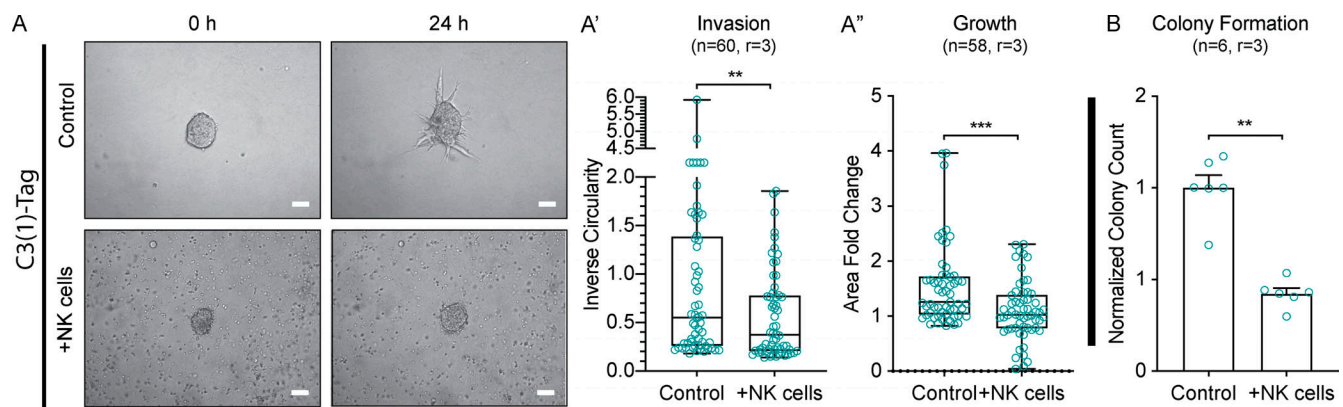 A
0 h
24 h
C3(1)-Tag
Control
+NK cells
A'
Invasion
(n=60, r=3)
**
Inverse Circularity
6.0
5.5
5.0
4.5
2.0
1.5
1.0
0.5
0.0
Control
+NK cells
A"
Growth
(n=58, r=3)
***
Area Fold Change
5
4
3
2
1
0
Control
+NK cells
B
Colony Formation
(n=6, r=3)
**
Normalized Colony Count
2
1
1
0
Control
+NK cells